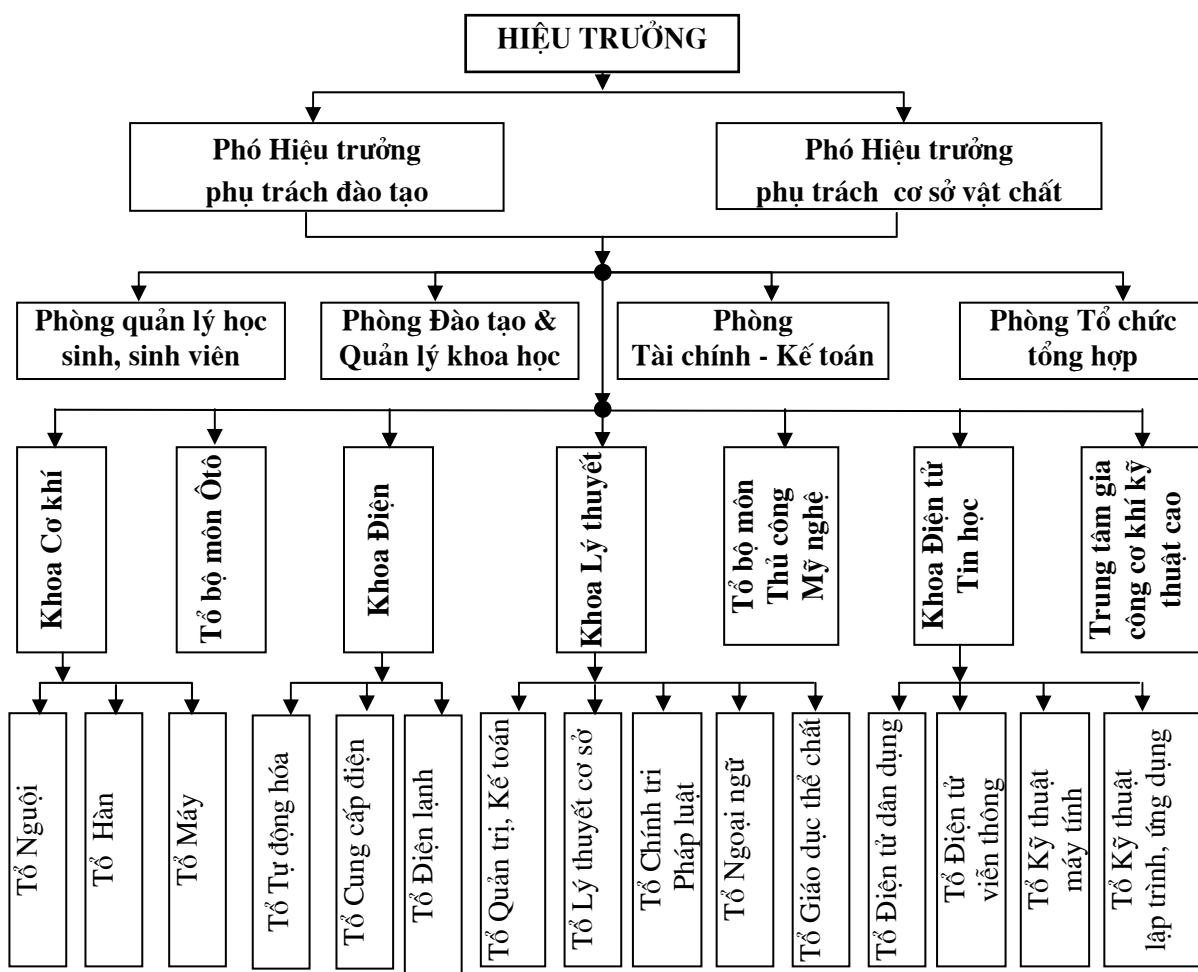 HIỆU TRƯỞNG
Phó Hiệu trưởng
phụ trách đào tạo
Phó Hiệu trưởng
phụ trách cơ sở vật chất
Phòng quản lý học
sinh, sinh viên
Phòng Đào tạo &
Quản lý khoa học
Phòng
Tài chính - Kế toán
Phòng Tổ chức
tổng hợp
Khoa Cơ khí
Tổ bộ môn Ôtô
Khoa Điện
Khoa Lý thuyết
Tổ bộ môn
Thủ công
Mỹ nghệ
Khoa Điện tử
Tin học
Trung tâm gia
công cơ khí kỹ
thuật cao
Tổ Nguội
Tổ Hàn
Tổ Máy
Tổ Tự động hóa
Tổ Cung cấp điện
Tổ Điện lạnh
Tổ Quản trị, Kế toán
Tổ Lý thuyết cơ sở
Tổ Chính tri
Pháp luật
Tổ Ngoại ngữ
Tổ Giáo dục thể chất
Tổ Điện tử dân dụng
Tổ Điện tử
viễn thông
Tổ Kỹ thuật
máy tính
Tổ Kỹ thuật
lập trình, ứng dụng